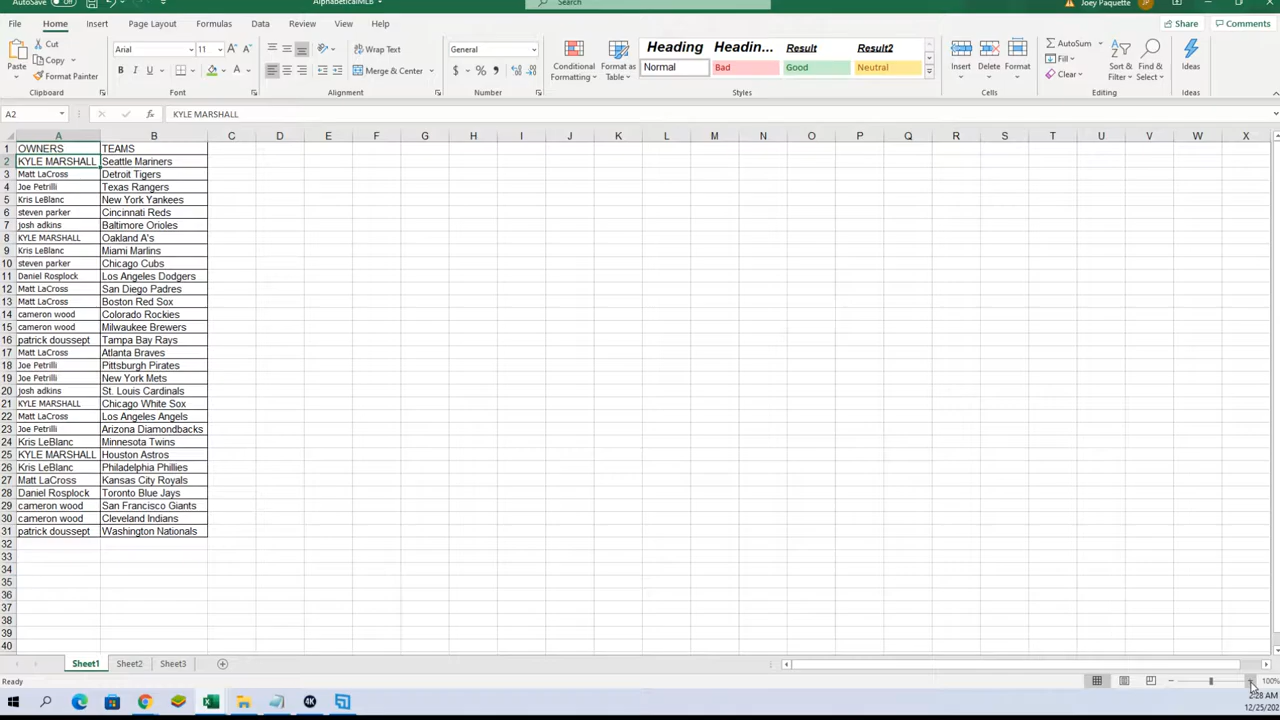 AutoSave Off AlphabeticalMLB Search Joey Paquette JP
File Home Insert Page Layout Formulas Data Review View Help Share Comments
Paste Cut Copy Format Painter
Arial 11 A A
B I U
Wrap Text
Merge & Center
General
$ % 9
Conditional Formatting Format as Table
Heading Headin... Result Result2
Normal Bad Good Neutral
Insert Delete Format
AutoSum Fill Clear
Sort & Filter Find & Select Ideas
Clipboard Font Alignment Number Styles Cells Editing Ideas
A2 fx KYLE MARSHALL
A B C D E F G H I J K L M N O P Q R S T U V W X
1 OWNERS TEAMS
2 KYLE MARSHALL Seattle Mariners
3 Matt LaCross Detroit Tigers
4 Joe Petrilli Texas Rangers
5 Kris LeBlanc New York Yankees
6 steven parker Cincinnati Reds
7 josh adkins Baltimore Orioles
8 KYLE MARSHALL Oakland A's
9 Kris LeBlanc Miami Marlins
10 steven parker Chicago Cubs
11 Daniel Rosplock Los Angeles Dodgers
12 Matt LaCross San Diego Padres
13 Matt LaCross Boston Red Sox
14 cameron wood Colorado Rockies
15 cameron wood Milwaukee Brewers
16 patrick doussept Tampa Bay Rays
17 Matt LaCross Atlanta Braves
18 Joe Petrilli Pittsburgh Pirates
19 Joe Petrilli New York Mets
20 josh adkins St. Louis Cardinals
21 KYLE MARSHALL Chicago White Sox
22 Matt LaCross Los Angeles Angels
23 Joe Petrilli Arizona Diamondbacks
24 Kris LeBlanc Minnesota Twins
25 KYLE MARSHALL Houston Astros
26 Kris LeBlanc Philadelphia Phillies
27 Matt LaCross Kansas City Royals
28 Daniel Rosplock Toronto Blue Jays
29 cameron wood San Francisco Giants
30 cameron wood Cleveland Indians
31 patrick doussept Washington Nationals
32
33
34
35
36
37
38
39
40
Sheet1 Sheet2 Sheet3
Ready 100%
4K
2:28 AM
12/25/202